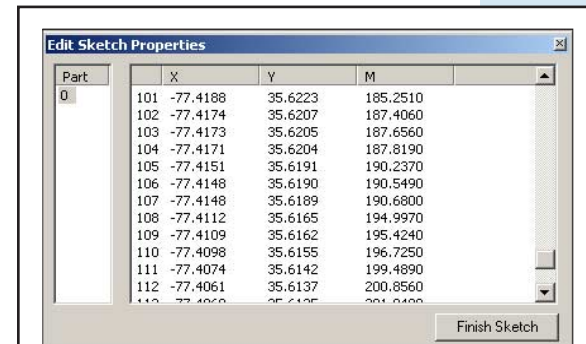 Edit Sketch Properties
Part X Y M
0
101 -77.4188 35.6223 185.2510
102 -77.4174 35.6207 187.4060
103 -77.4173 35.6205 187.6560
104 -77.4171 35.6204 187.8190
105 -77.4151 35.6191 190.2370
106 -77.4148 35.6190 190.5490
107 -77.4148 35.6189 190.6800
108 -77.4112 35.6165 194.9970
109 -77.4109 35.6162 195.4240
110 -77.4098 35.6155 196.7250
111 -77.4074 35.6142 199.4890
112 -77.4061 35.6137 200.8560
Finish Sketch